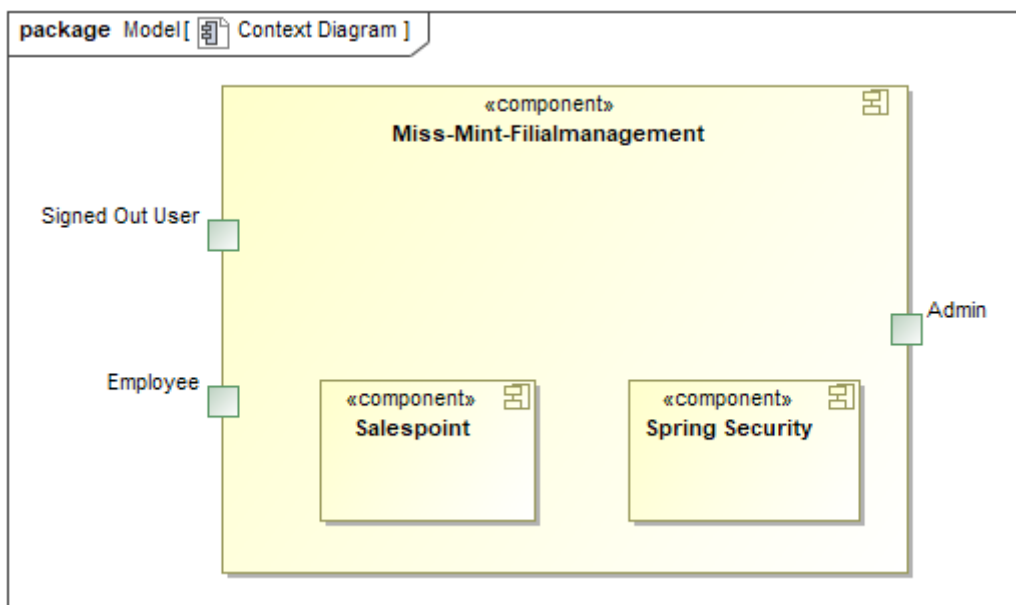 package Model[ Context Diagram ]
«component»
Miss-Mint-Filialmanagement
Signed Out User
Admin
Employee
«component»
Salespoint
«component»
Spring Security